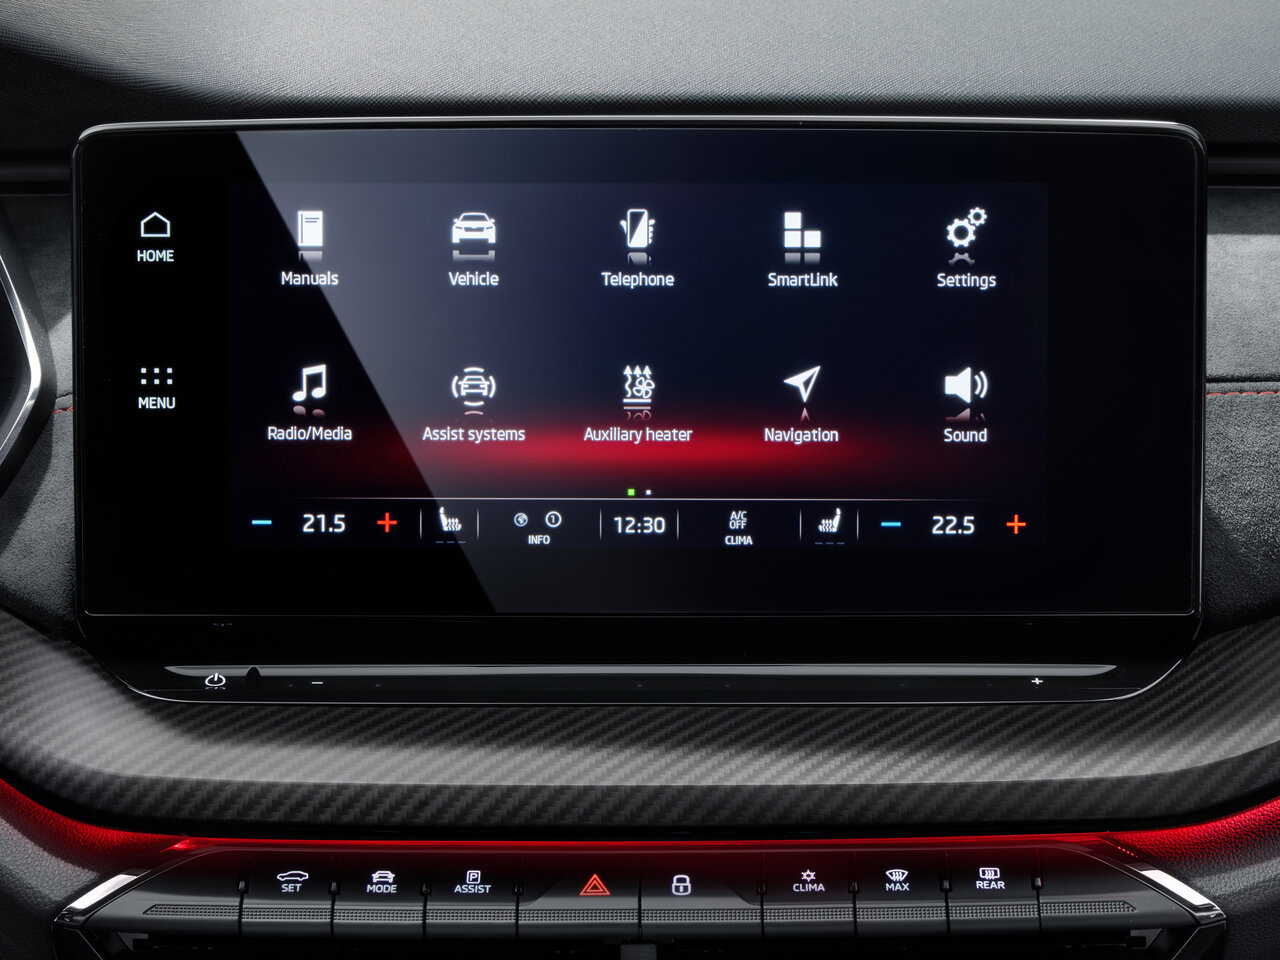 HOME
Manuals
Vehicle
Telephone
SmartLink
Settings
MENU
Radio/Media
Assist systems
Auxiliary heater
Navigation
Sound
− 21.5 +
1
INFO
12:30
A/C
OFF
CLIMA
− 22.5 +
− +
SET
MODE
P
ASSIST
CLIMA
MAX
REAR